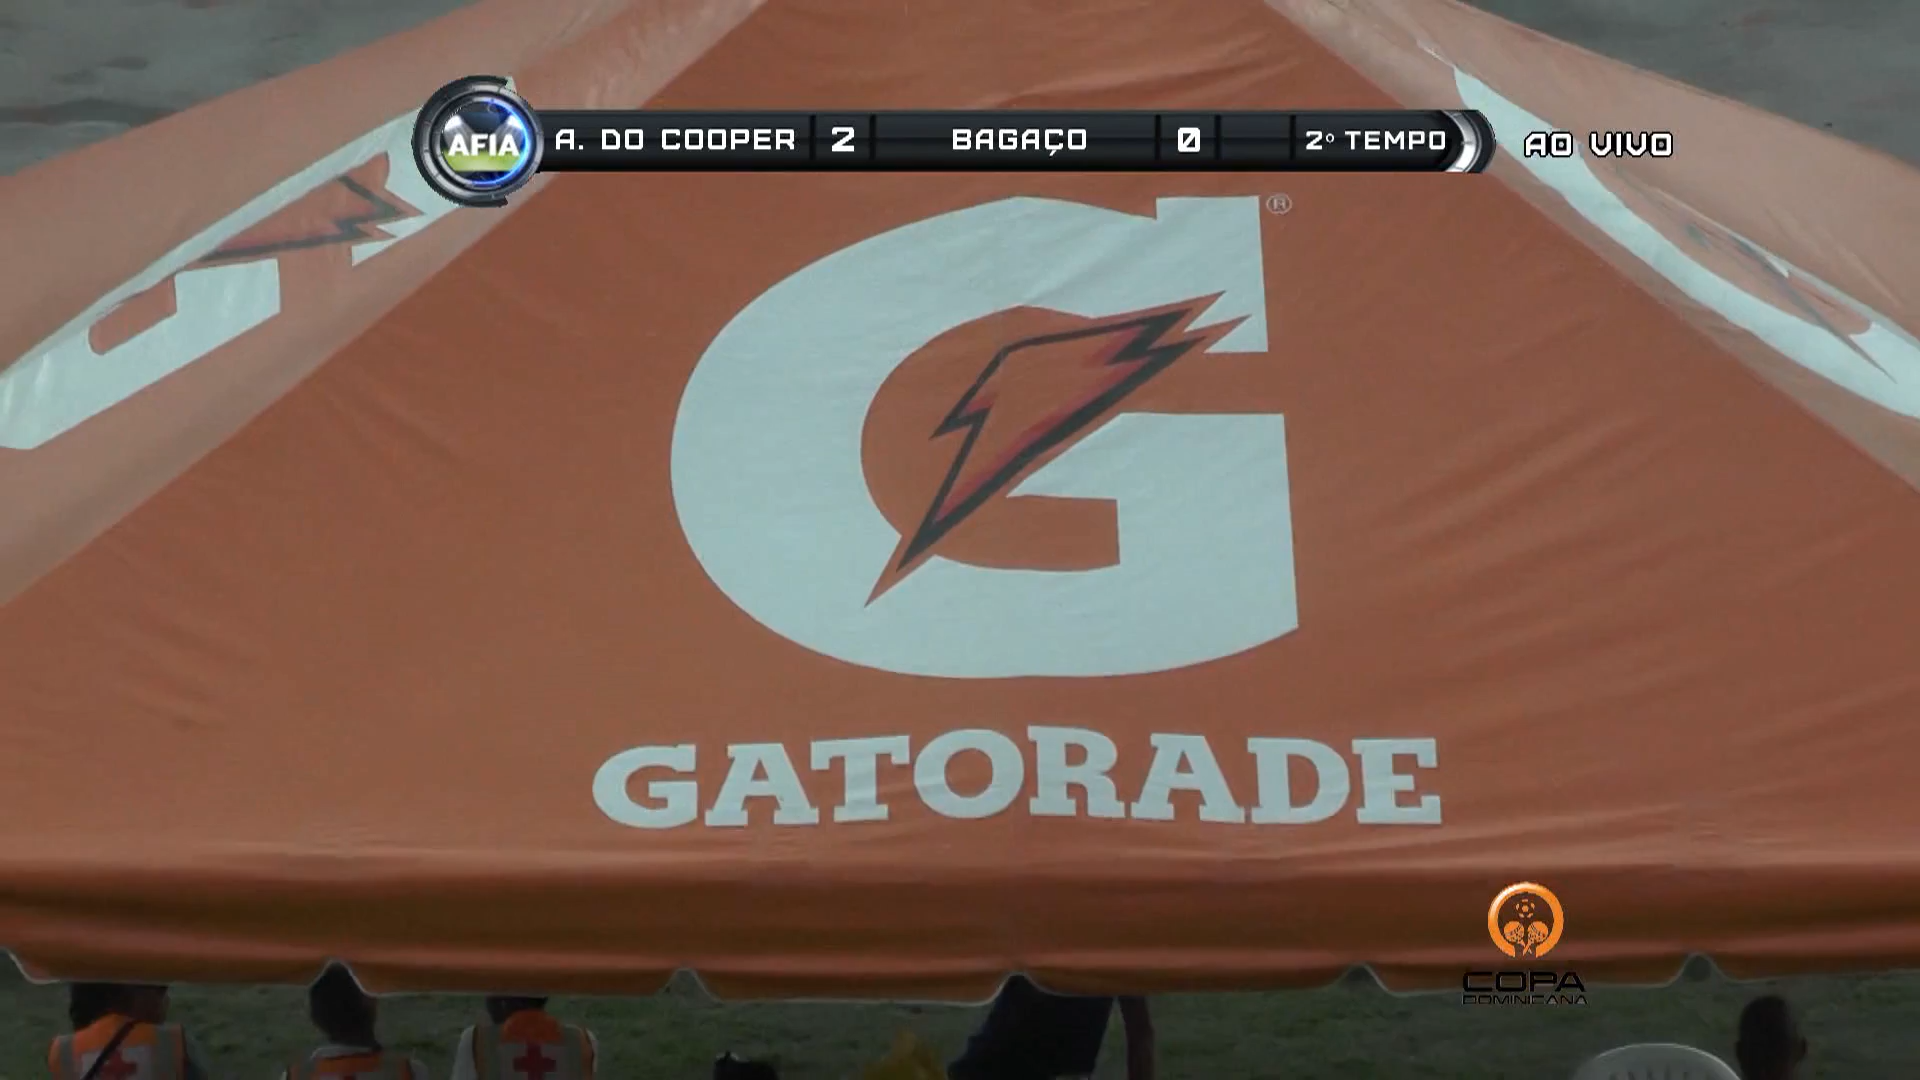 AFIA A. DO COOPER 2 BAGAÇO 0 2º TEMPO AO VIVO
G ®
GATORADE
COPA
DOMINICANA